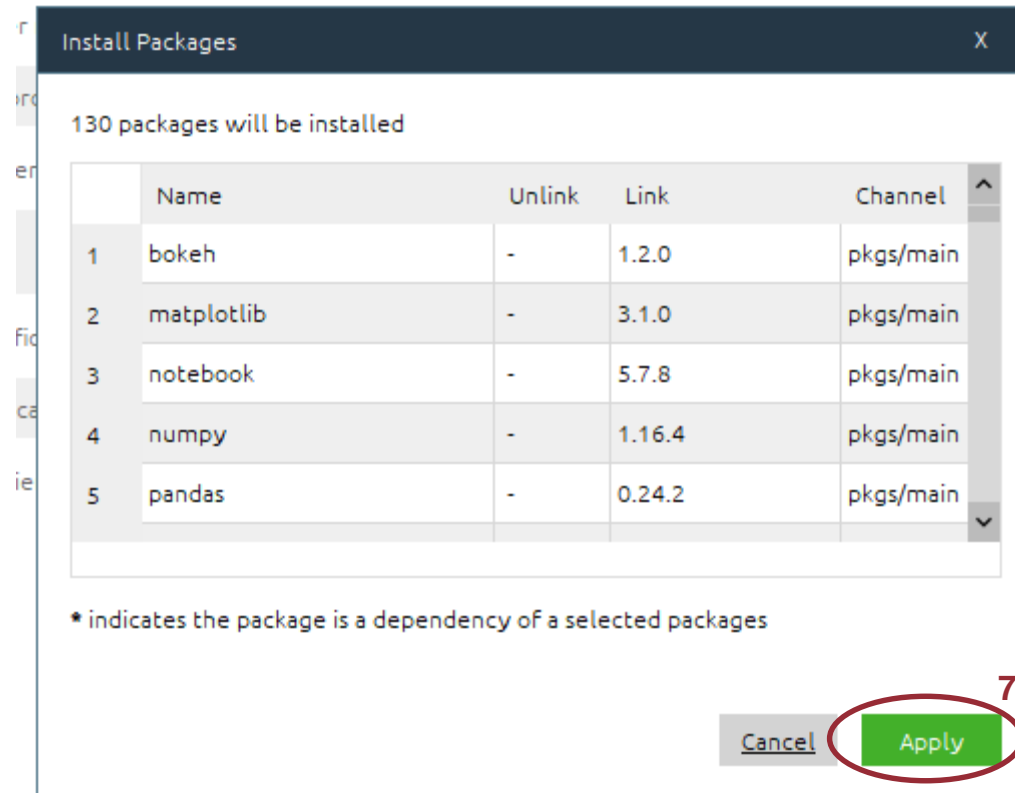 Install Packages X
130 packages will be installed
Name Unlink Link Channel
1 bokeh - 1.2.0 pkgs/main
2 matplotlib - 3.1.0 pkgs/main
3 notebook - 5.7.8 pkgs/main
4 numpy - 1.16.4 pkgs/main
5 pandas - 0.24.2 pkgs/main
* indicates the package is a dependency of a selected packages
7
Cancel Apply